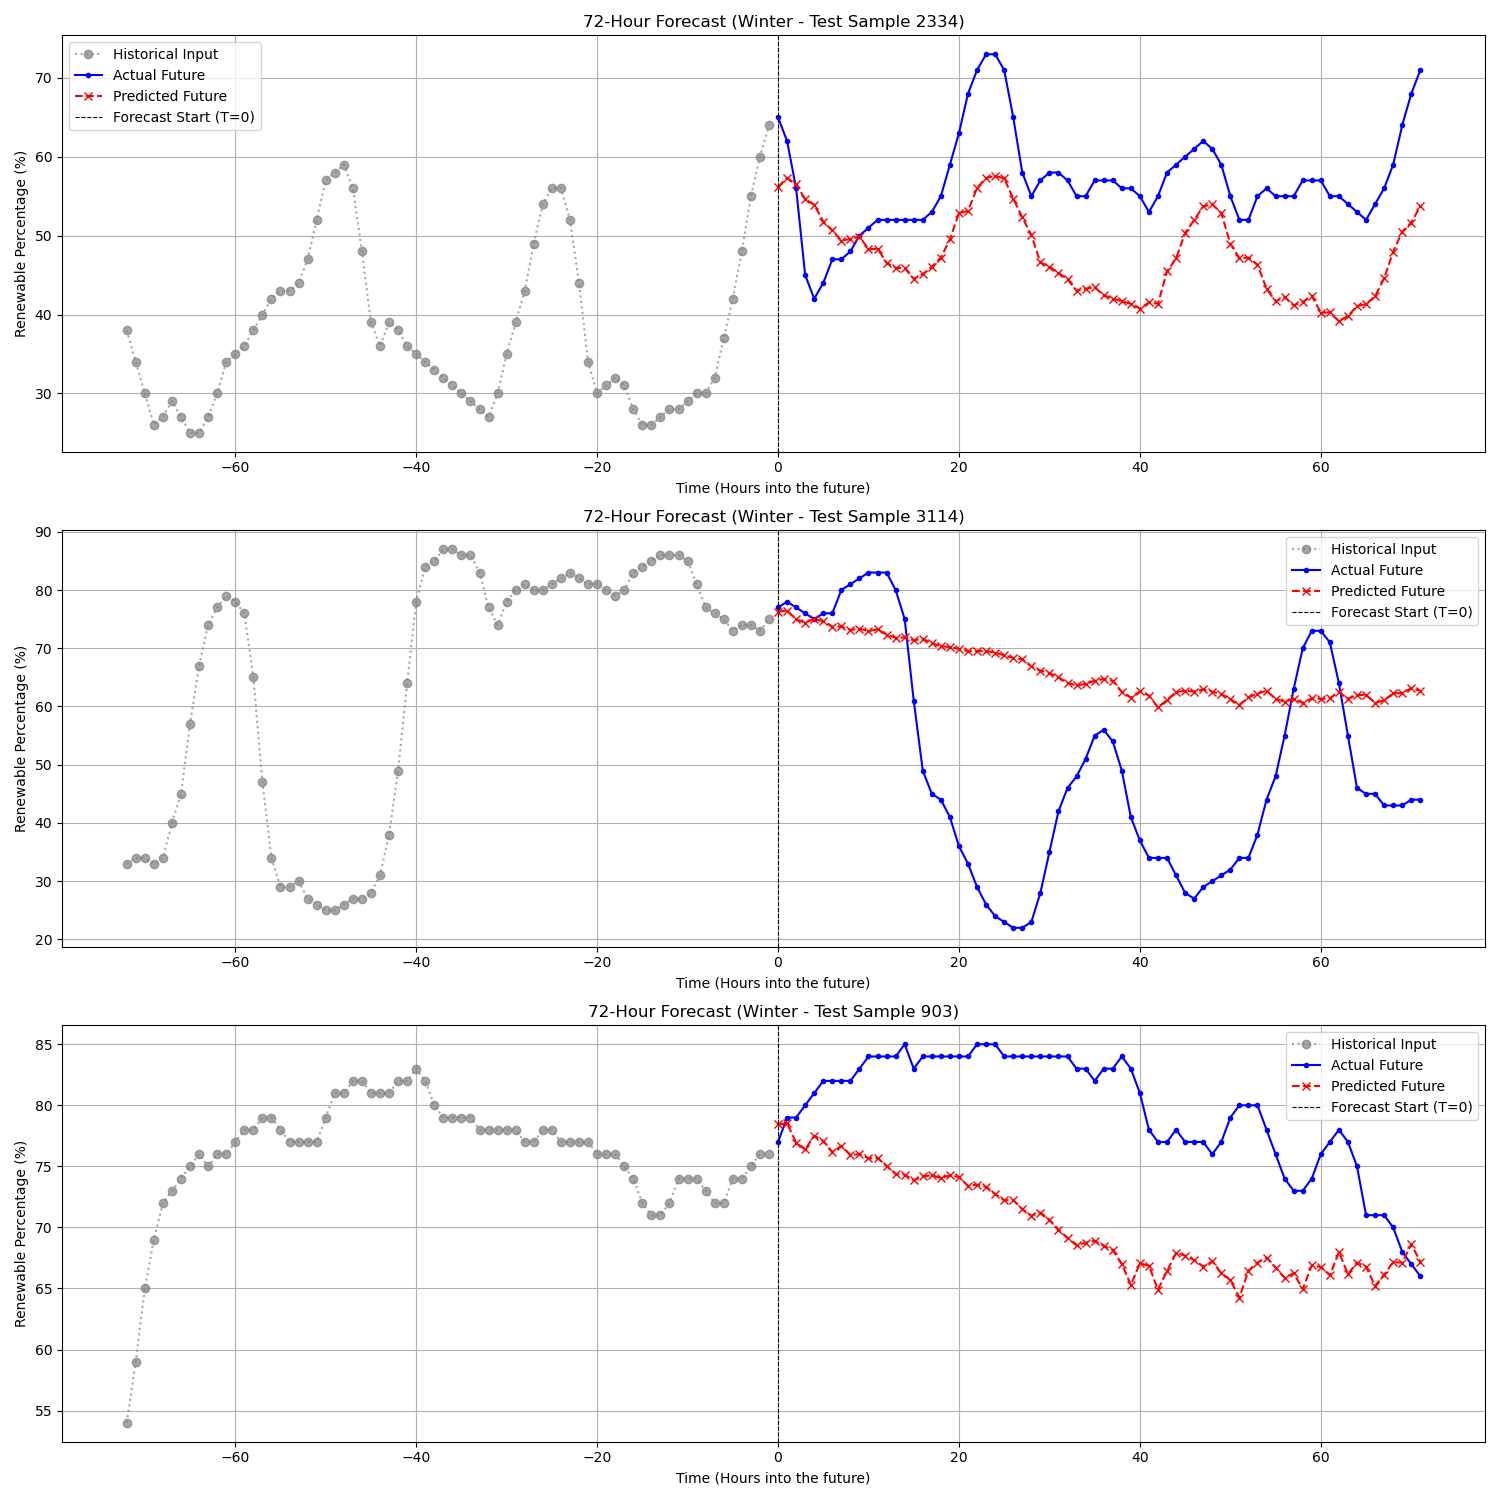 72-Hour Forecast (Winter - Test Sample 2334)
Historical Input
Actual Future
Predicted Future
Forecast Start (T=0)
Renewable Percentage (%)
70
60
50
40
30
−60
−40
−20
0
20
40
60
Time (Hours into the future)
72-Hour Forecast (Winter - Test Sample 3114)
Historical Input
Actual Future
Predicted Future
Forecast Start (T=0)
Renewable Percentage (%)
90
80
70
60
50
40
30
20
−60
−40
−20
0
20
40
60
Time (Hours into the future)
72-Hour Forecast (Winter - Test Sample 903)
Historical Input
Actual Future
Predicted Future
Forecast Start (T=0)
Renewable Percentage (%)
85
80
75
70
65
60
55
−60
−40
−20
0
20
40
60
Time (Hours into the future)